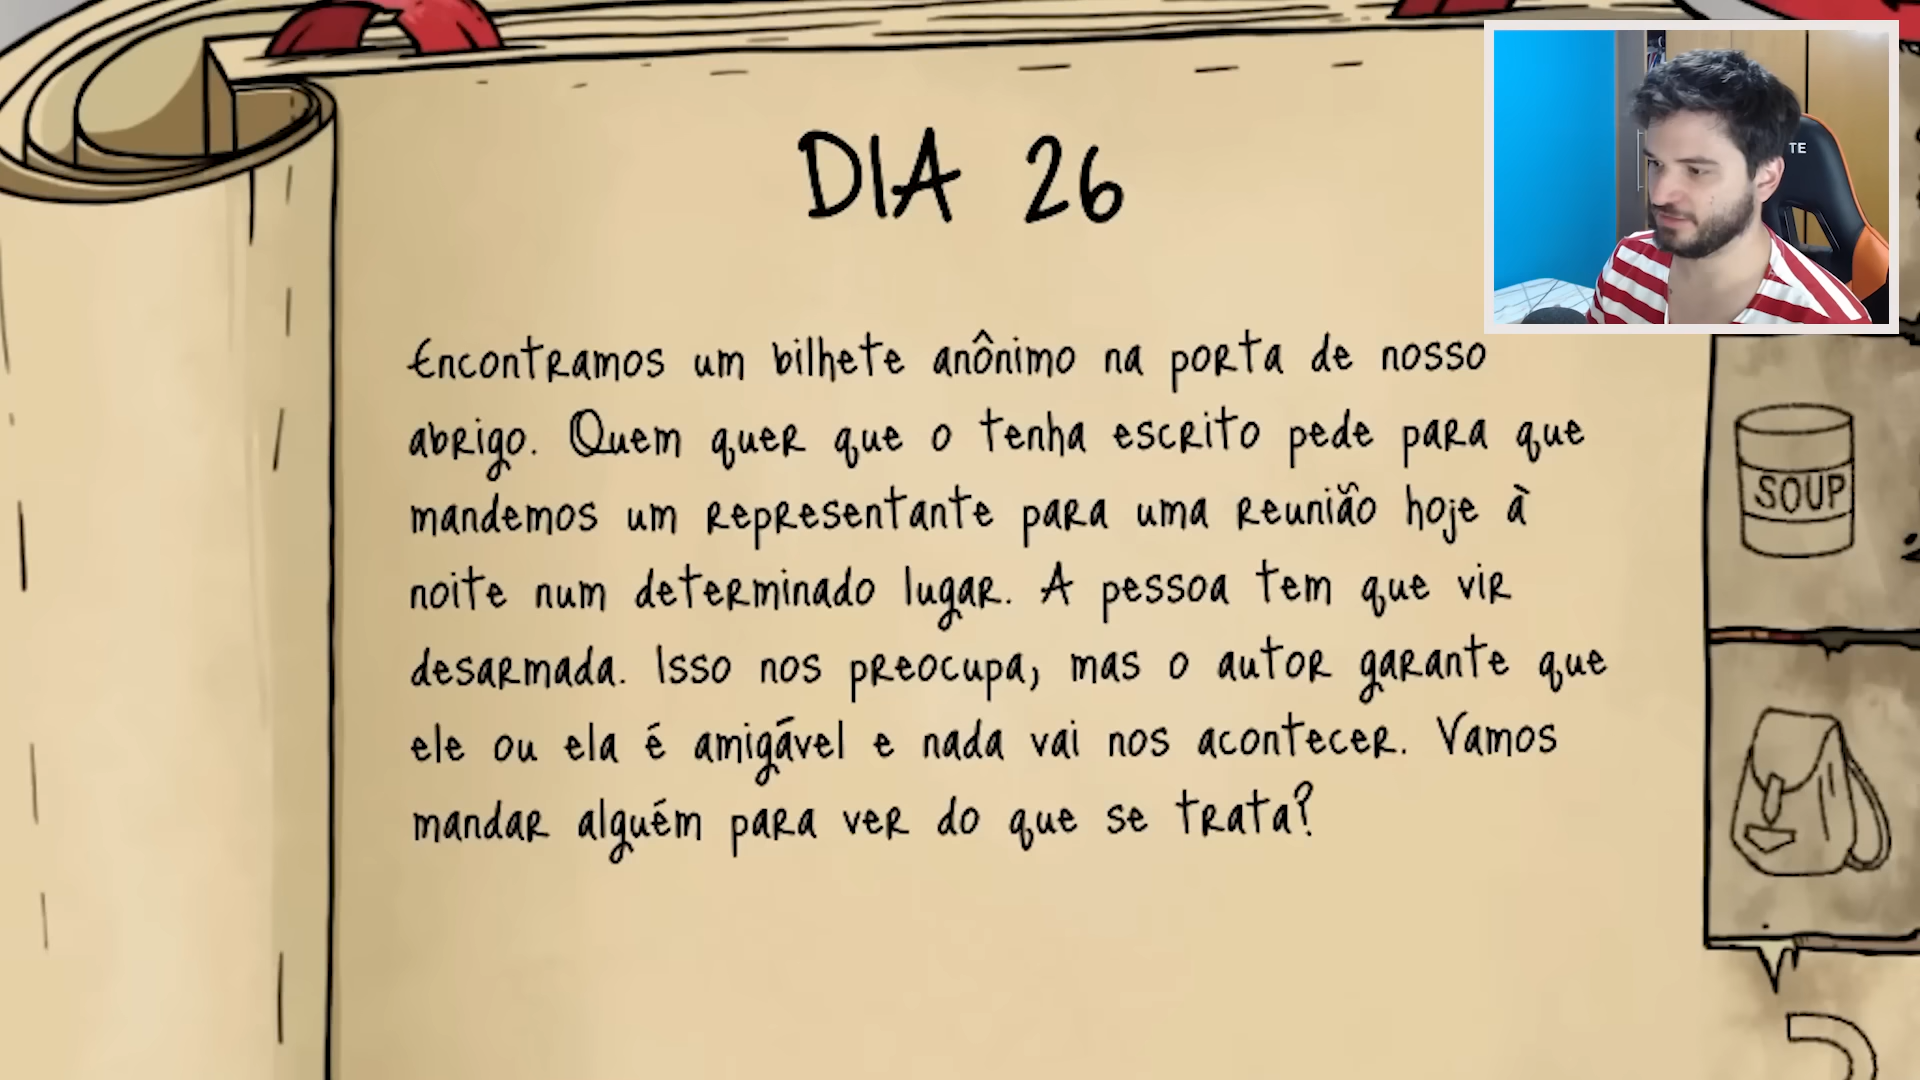 DIA 26
Encontramos um bilhete anônimo na porta de nosso
abrigo. Quem quer que o tenha escrito pede para que
mandemos um representante para uma reunião hoje à
noite num determinado lugar. A pessoa tem que vir
desarmada. Isso nos preocupa, mas o autor garante que
ele ou ela é amigável e nada vai nos acontecer. Vamos
mandar alguém para ver do que se trata?
TE
SOUP